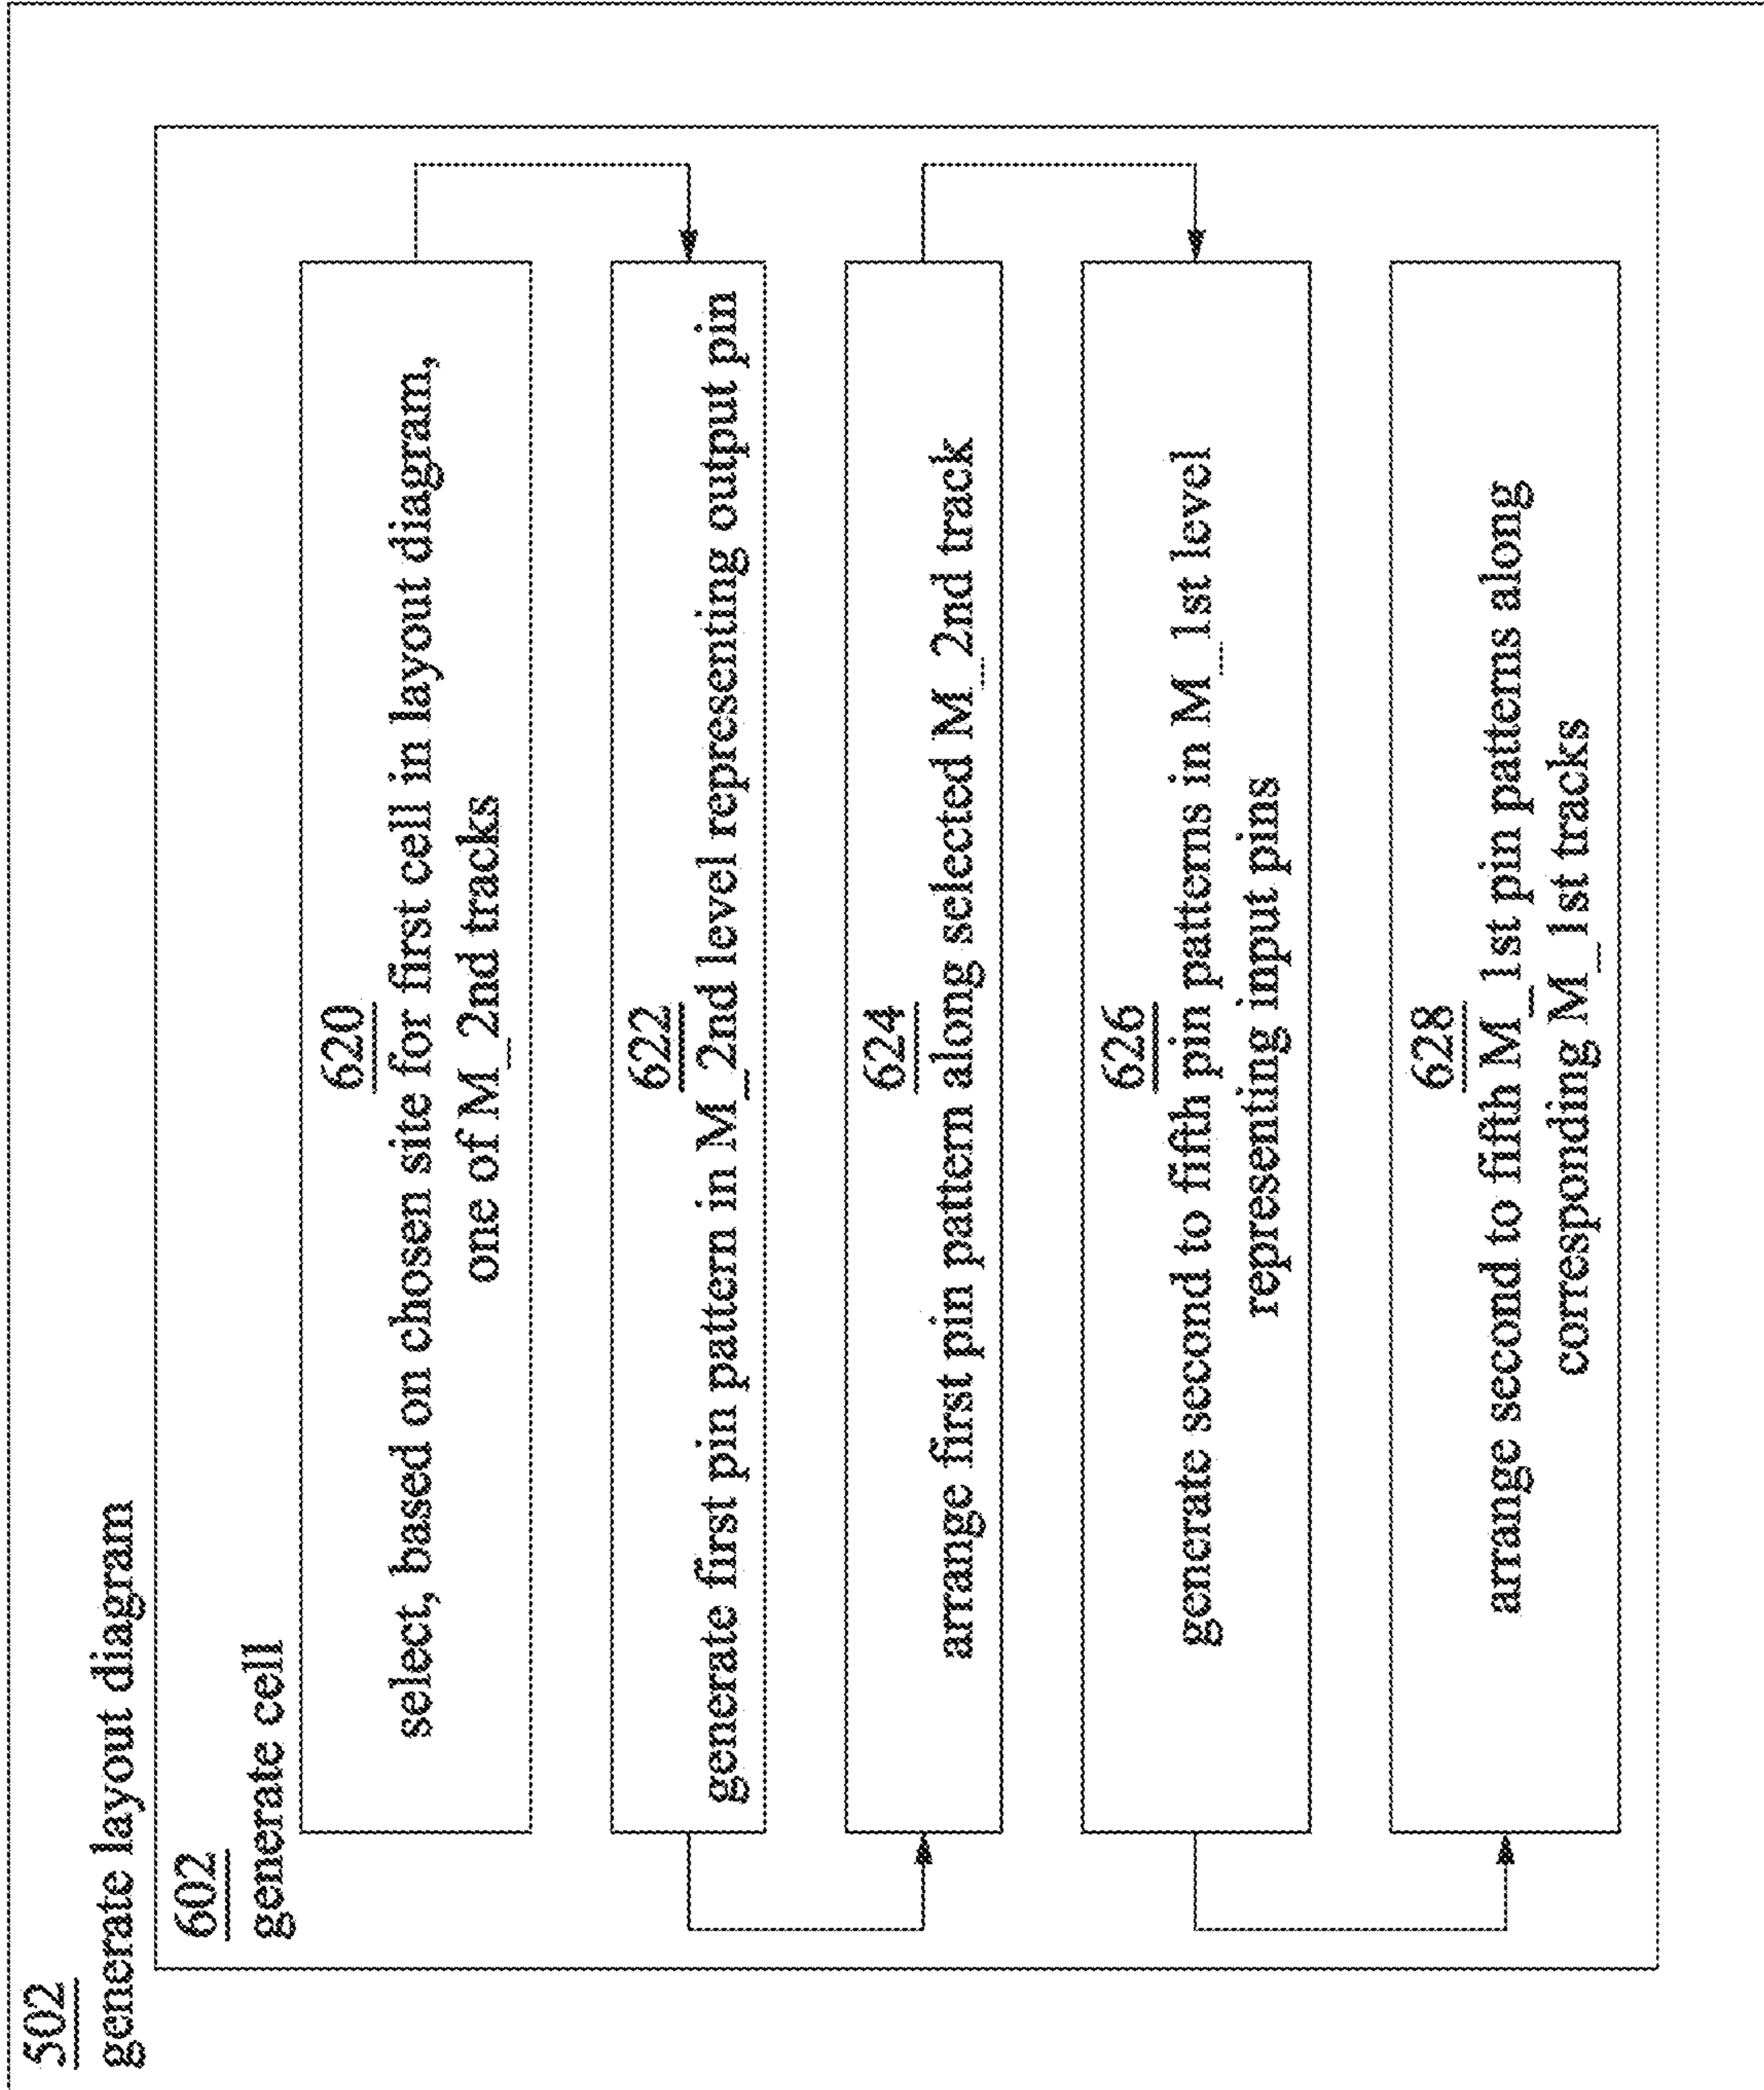 502
generate layout diagram
602
generate cell
620
select, based on chosen site for first cell in layout diagram,
one of M_2nd tracks
622
generate first pin pattern in M_2nd level representing output pin
624
arrange first pin pattern along selected M_2nd track
626
generate second to fifth pin patterns in M_1st level
representing input pins
628
arrange second to fifth M_1st pin patterns along
corresponding M_1st tracks